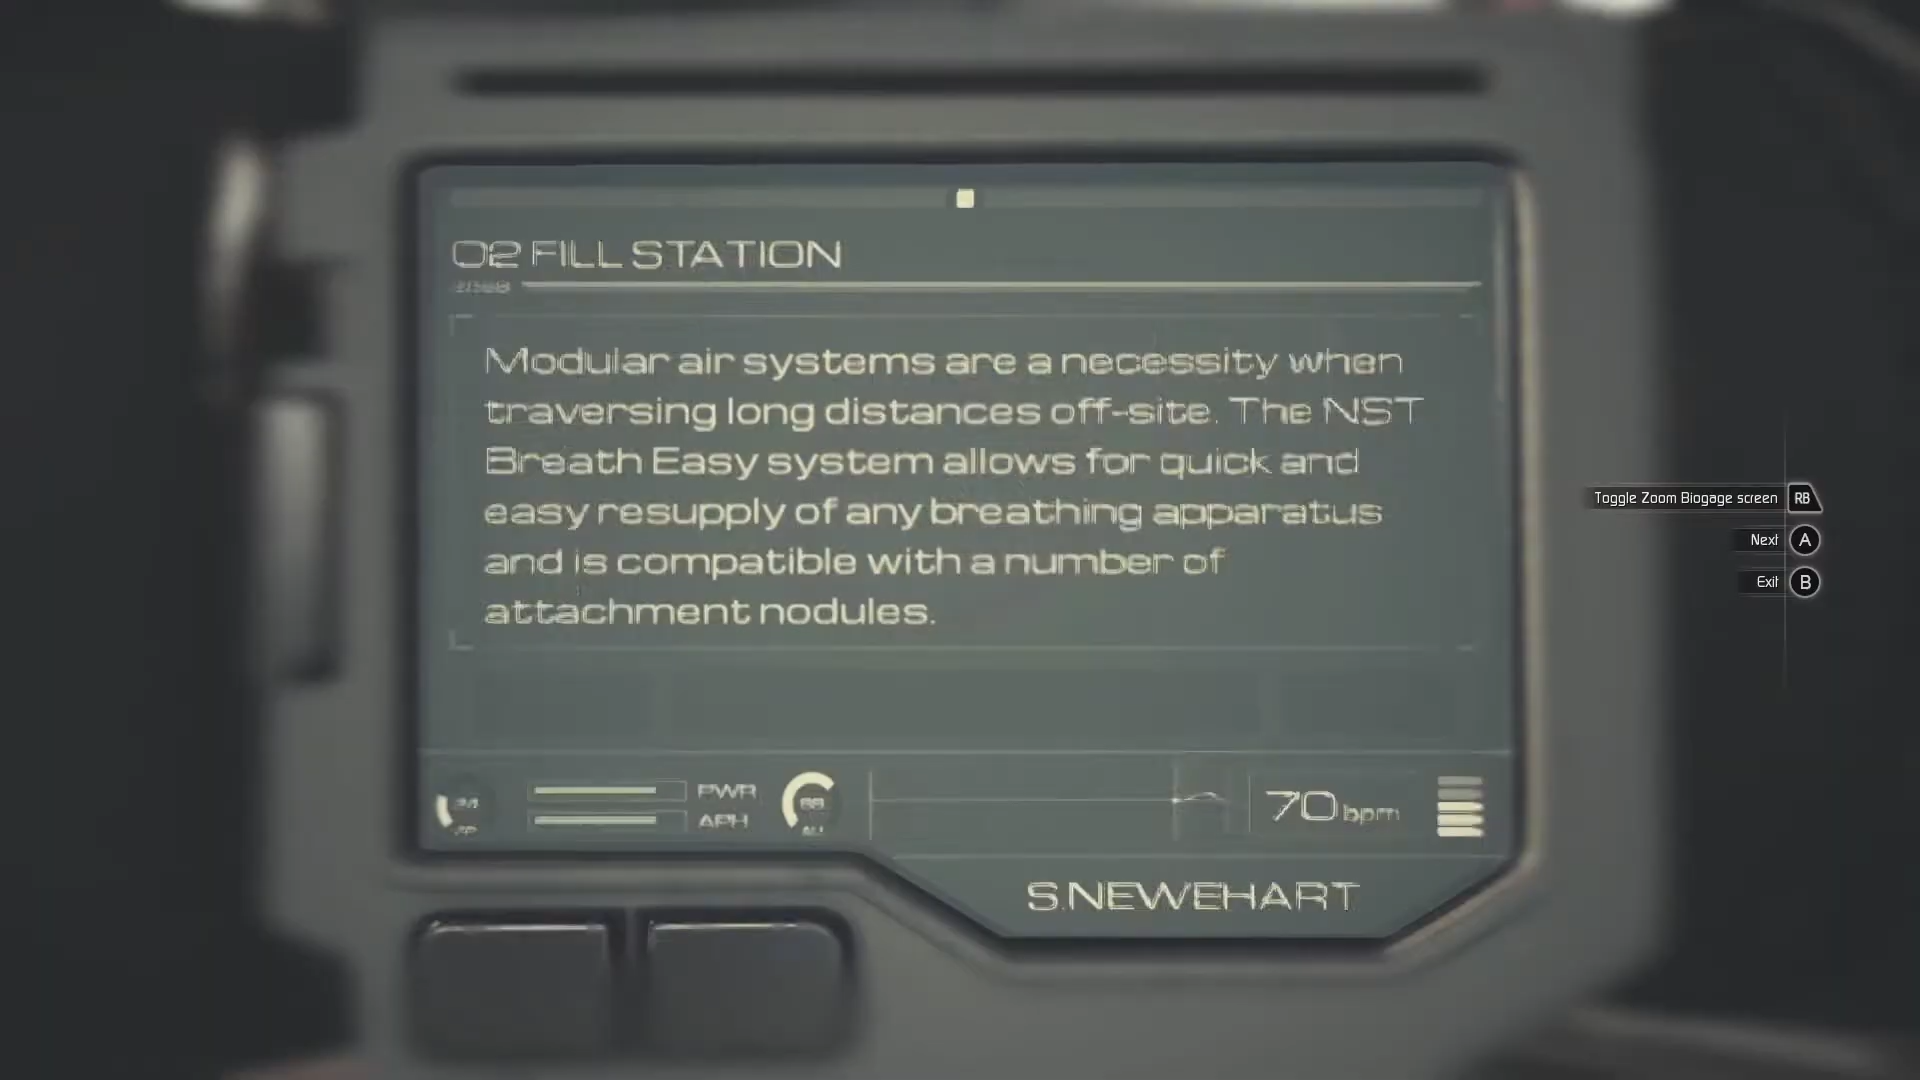 O2 FILL STATION
Modular air systems are a necessity when
traversing long distances off-site. The NST
Breath Easy system allows for quick and
easy resupply of any breathing apparatus
and is compatible with a number of
attachment nodules.
Toggle Zoom Biogage screen RB
Next A
Exit B
PWR
APH
70 bpm
S.NEWEHART